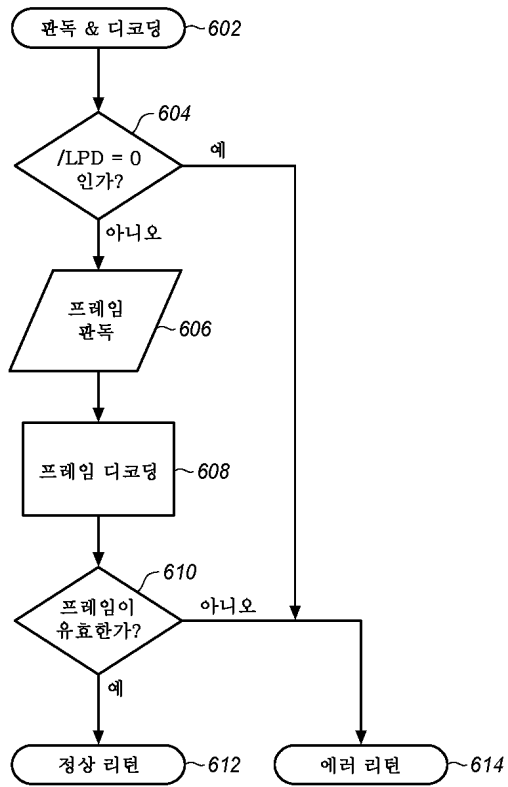 판독 & 디코딩
602
604
/LPD = 0
인가?
예
아니오
프레임
판독
606
프레임 디코딩
608
610
프레임이
유효한가?
아니오
예
정상 리턴
612
에러 리턴
614